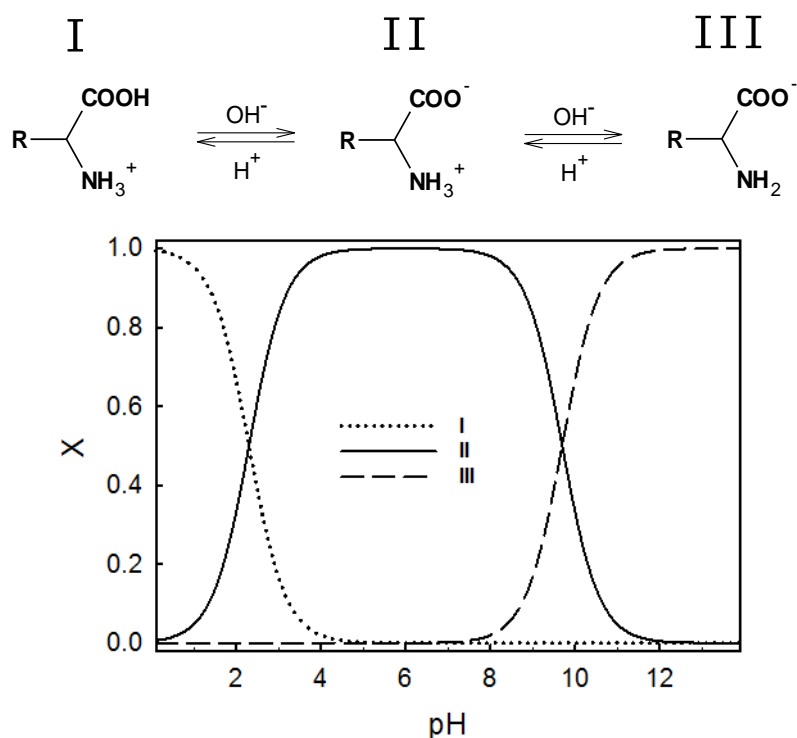 I II III
COOH COO⁻ COO⁻
OH⁻ OH⁻
R R R
H⁺ H⁺
NH₃⁺ NH₃⁺ NH₂
1.0
0.8
0.6
0.4
0.2
0.0
X
I
II
III
2 4 6 8 10 12
pH